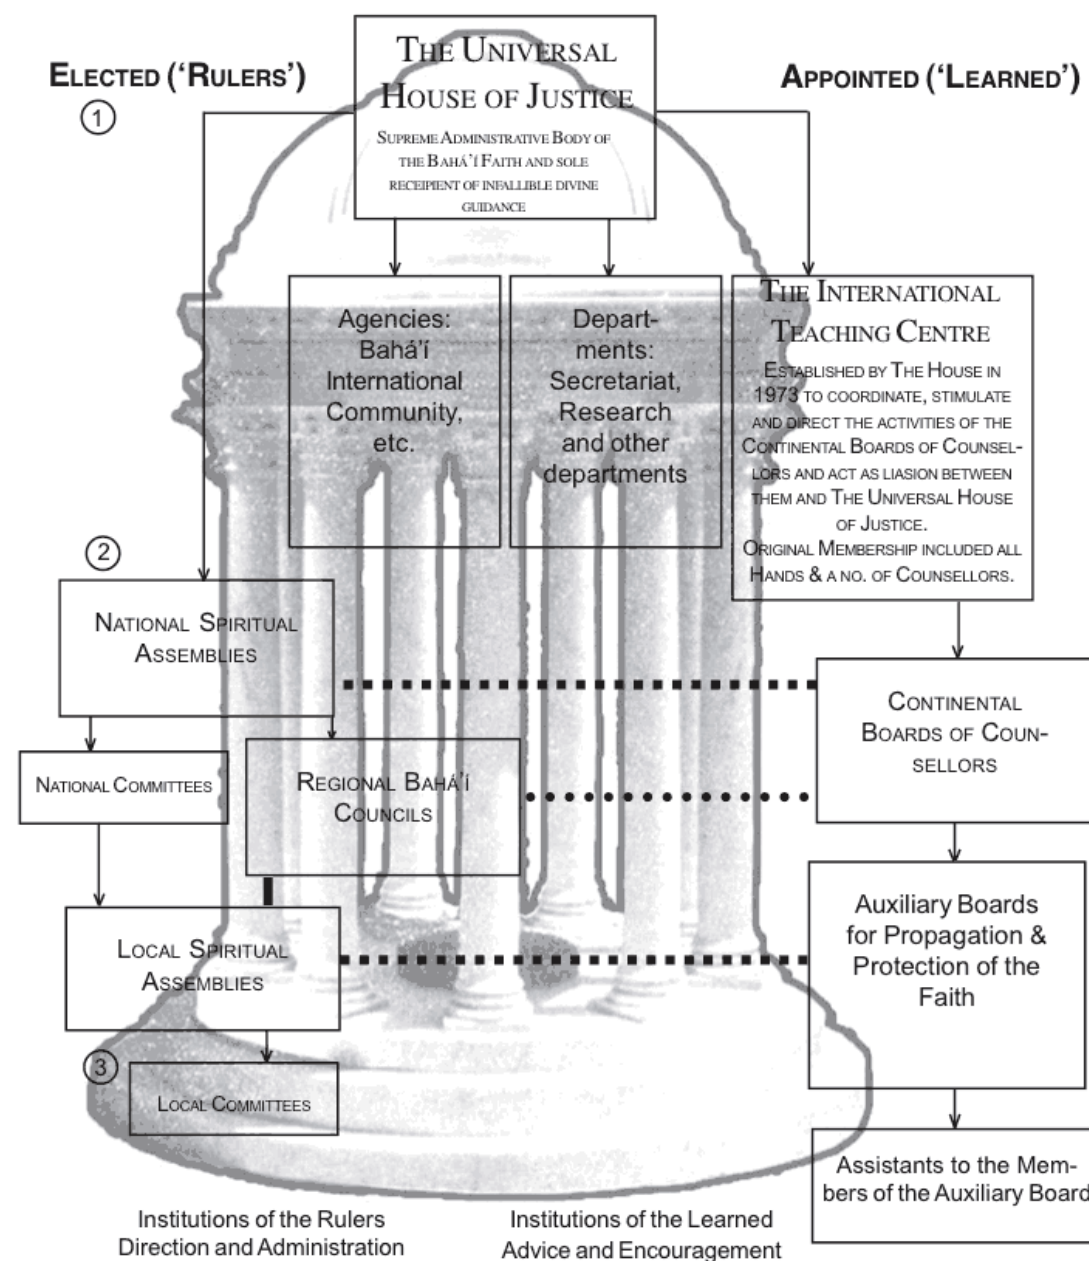 ELECTED (‘RULERS’)
1
THE UNIVERSAL
HOUSE OF JUSTICE
SUPREME ADMINISTRATIVE BODY OF
THE BAHÁ’Í FAITH AND SOLE
RECEIPIENT OF INFALLIBLE DIVINE
GUIDANCE
APPOINTED (‘LEARNED’)
Agencies:
Bahá’í
International
Community,
etc.
Depart-
ments:
Secretariat,
Research
and other
departments
THE INTERNATIONAL
TEACHING CENTRE
ESTABLISHED BY THE HOUSE IN
1973 TO COORDINATE, STIMULATE
AND DIRECT THE ACTIVITIES OF THE
CONTINENTAL BOARDS OF COUNSEL-
LORS AND ACT AS LIASION BETWEEN
THEM AND THE UNIVERSAL HOUSE
OF JUSTICE.
ORIGINAL MEMBERSHIP INCLUDED ALL
HANDS & A NO. OF COUNSELLORS.
2
NATIONAL SPIRITUAL
ASSEMBLIES
CONTINENTAL
BOARDS OF COUN-
SELLORS
NATIONAL COMMITTEES
REGIONAL BAHÁ’Í
COUNCILS
Auxiliary Boards
for Propagation &
Protection of the
Faith
LOCAL SPIRITUAL
ASSEMBLIES
3
LOCAL COMMITTEES
Assistants to the Mem-
bers of the Auxiliary Board
Institutions of the Rulers
Direction and Administration
Institutions of the Learned
Advice and Encouragement